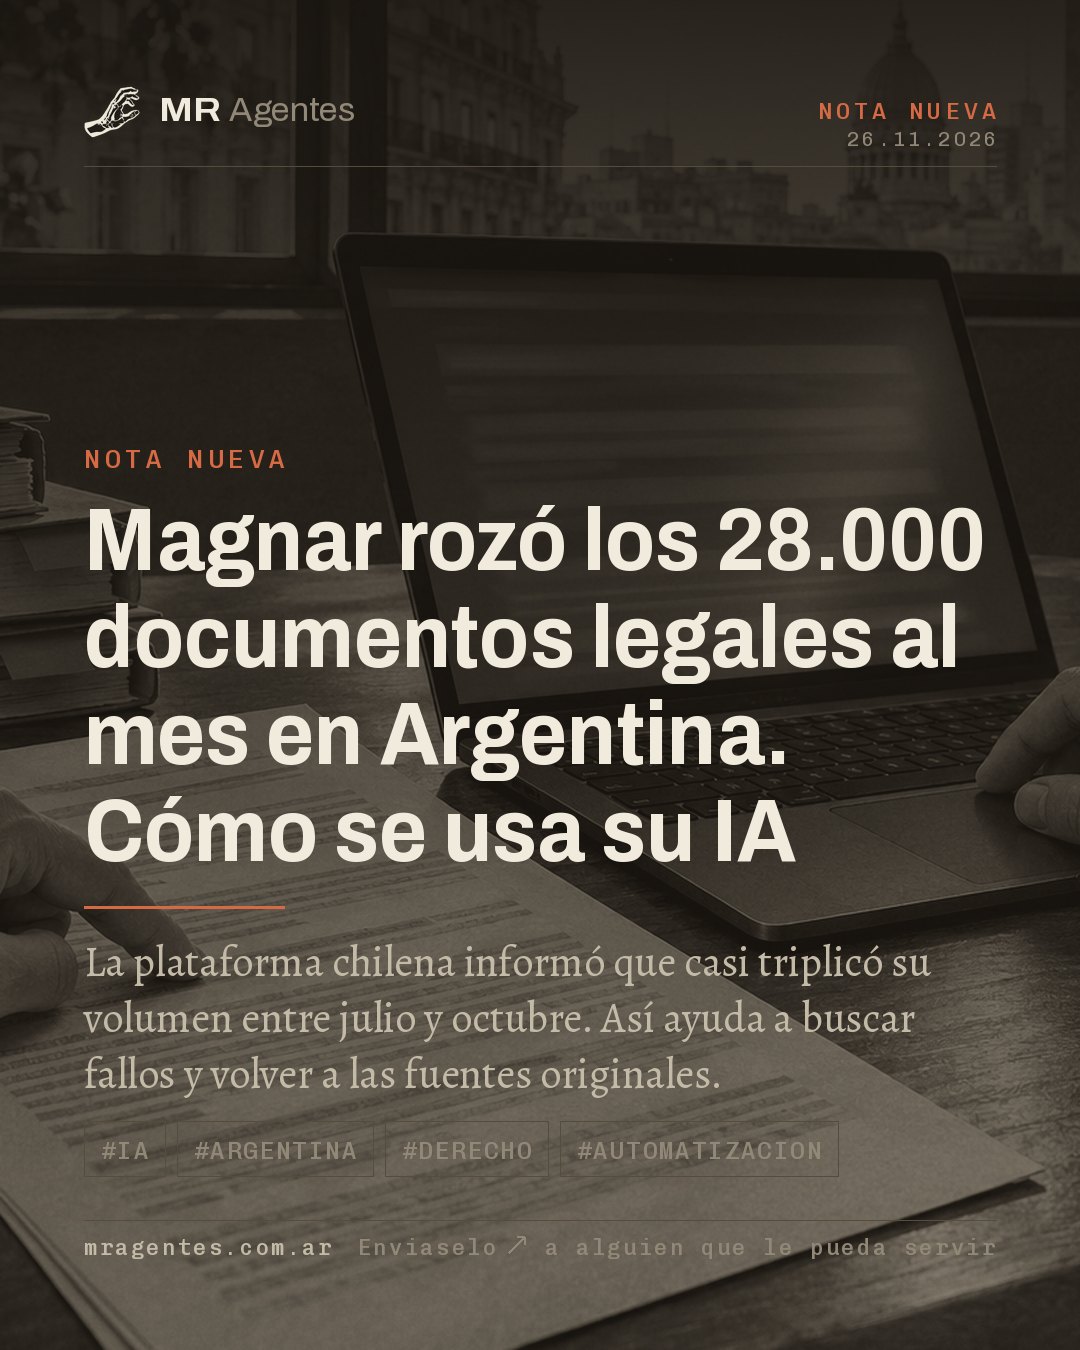 MR Agentes
NOTA NUEVA
26.11.2026
NOTA NUEVA
Magnar rozó los 28.000
documentos legales al
mes en Argentina.
Cómo se usa su IA
La plataforma chilena informó que casi triplicó su
volumen entre julio y octubre. Así ayuda a buscar
fallos y volver a las fuentes originales.
#IA #ARGENTINA #DERECHO #AUTOMATIZACION
mragentes.com.ar Enviaselo ↗ a alguien que le pueda servir